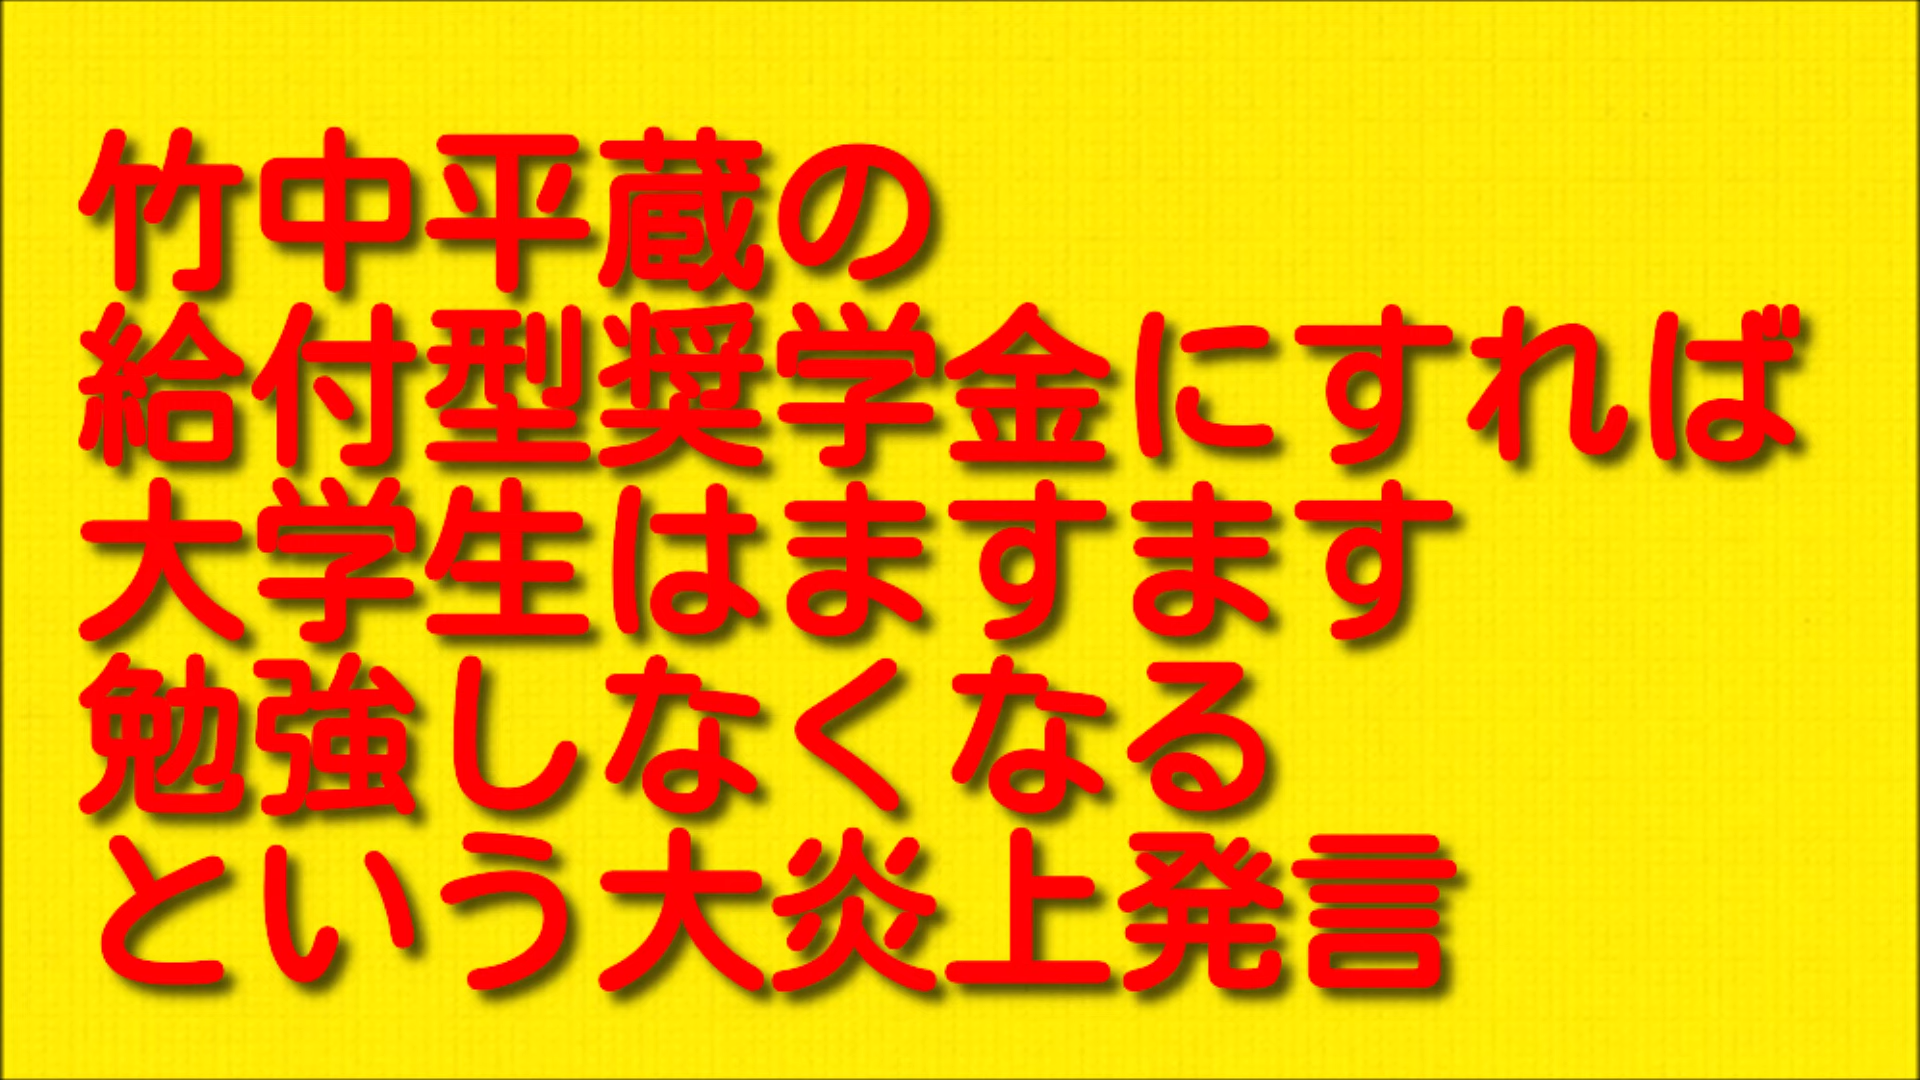 竹中平蔵の
給付型奨学金にすれば
大学生はますます
勉強しなくなる
という大炎上発言